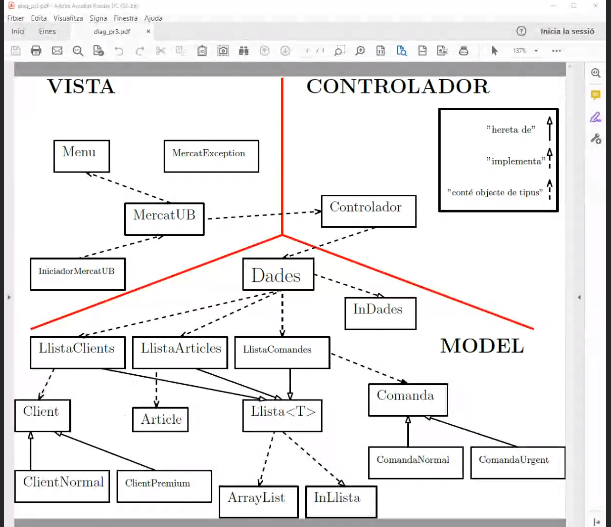 diag_pr3.pdf - Adobe Acrobat Reader DC (32-bit)
Fitxer Edita Visualitza Signa Finestra Ajuda
Inici Eines diag_pr3.pdf × Inicia la sessió
1 / 1 137%
VISTA CONTROLADOR
"hereta de"
Menu MercatException
"implementa"
"conté objecte de tipus"
Controlador
MercatUB
IniciadorMercatUB Dades
InDades
LlistaClients LlistaArticles LlistaComandes MODEL
Comanda
Client Article Llista<T>
ComandaNormal ComandaUrgent
ClientNormal ClientPremium
ArrayList InLlista